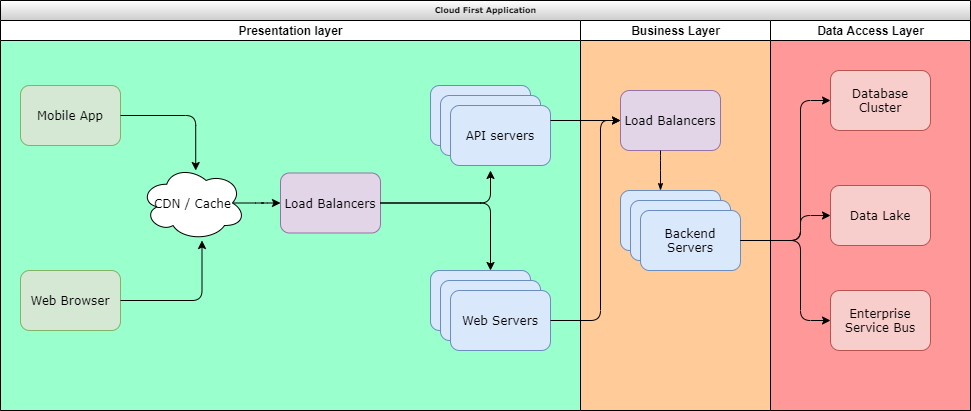 Cloud First Application
Presentation layer
Business Layer
Data Access Layer
Mobile App
CDN / Cache
Web Browser
Load Balancers
API servers
Web Servers
Load Balancers
Backend
Servers
Database
Cluster
Data Lake
Enterprise
Service Bus